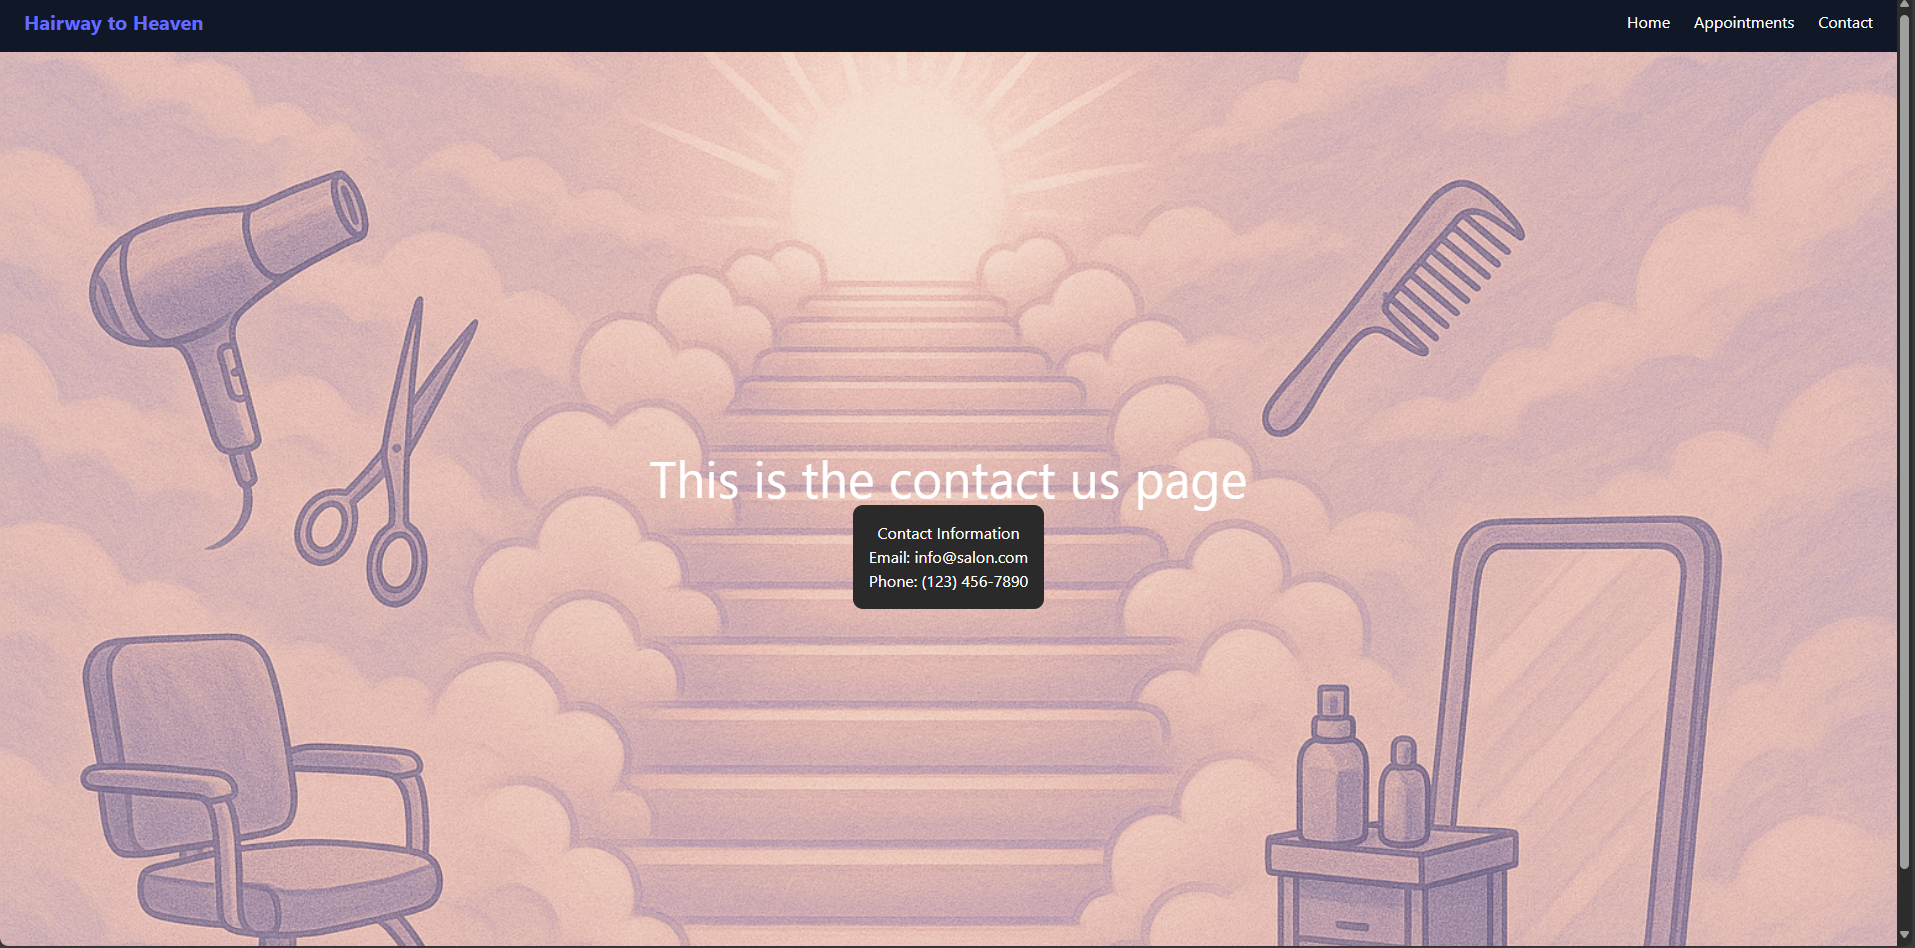 Hairway to Heaven
Home Appointments Contact
This is the contact us page
Contact Information
Email: info@salon.com
Phone: (123) 456-7890